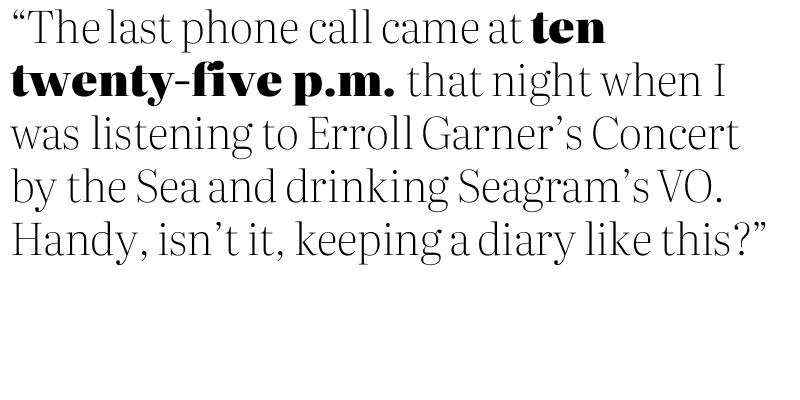 “The last phone call came at ten
twenty-five p.m. that night when I
was listening to Erroll Garner’s Concert
by the Sea and drinking Seagram’s VO.
Handy, isn’t it, keeping a diary like this?”